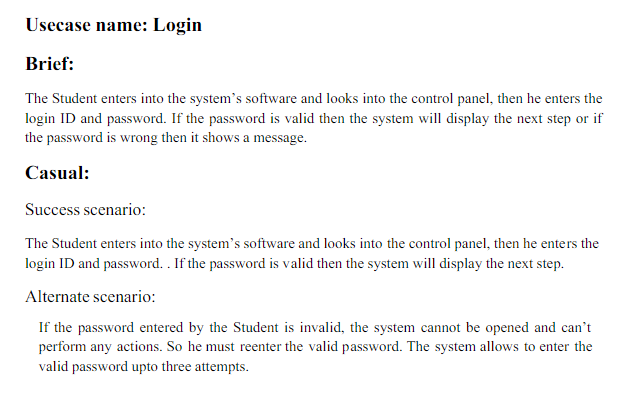 Usecase name: Login
Brief:
The Student enters into the system's software and looks into the control panel, then he enters the
login ID and password. If the password is valid then the system will display the next step or if
the password is wrong then it shows a message.
Casual:
Success scenario:
The Student enters into the system's software and looks into the control panel, then he enters the
login ID and password. . If the password is valid then the system will display the next step.
Alternate scenario:
If the password entered by the Student is invalid, the system cannot be opened and can't
perform any actions. So he must reenter the valid password. The system allows to enter the
valid password upto three attempts.